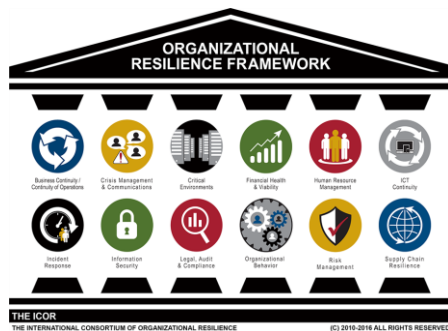 ORGANIZATIONAL
RESILIENCE FRAMEWORK
Business Continuity /
Continuity of Operations
Crisis Management
& Communications
Critical
Environments
Financial Health
& Viability
Human Resource
Management
ICT
Continuity
Incident
Response
Information
Security
Legal, Audit
& Compliance
Organizational
Behavior
Risk
Management
Supply Chain
Resilience
THE ICOR
THE INTERNATIONAL CONSORTIUM OF ORGANIZATIONAL RESILIENCE
(C) 2010-2016 ALL RIGHTS RESERVED